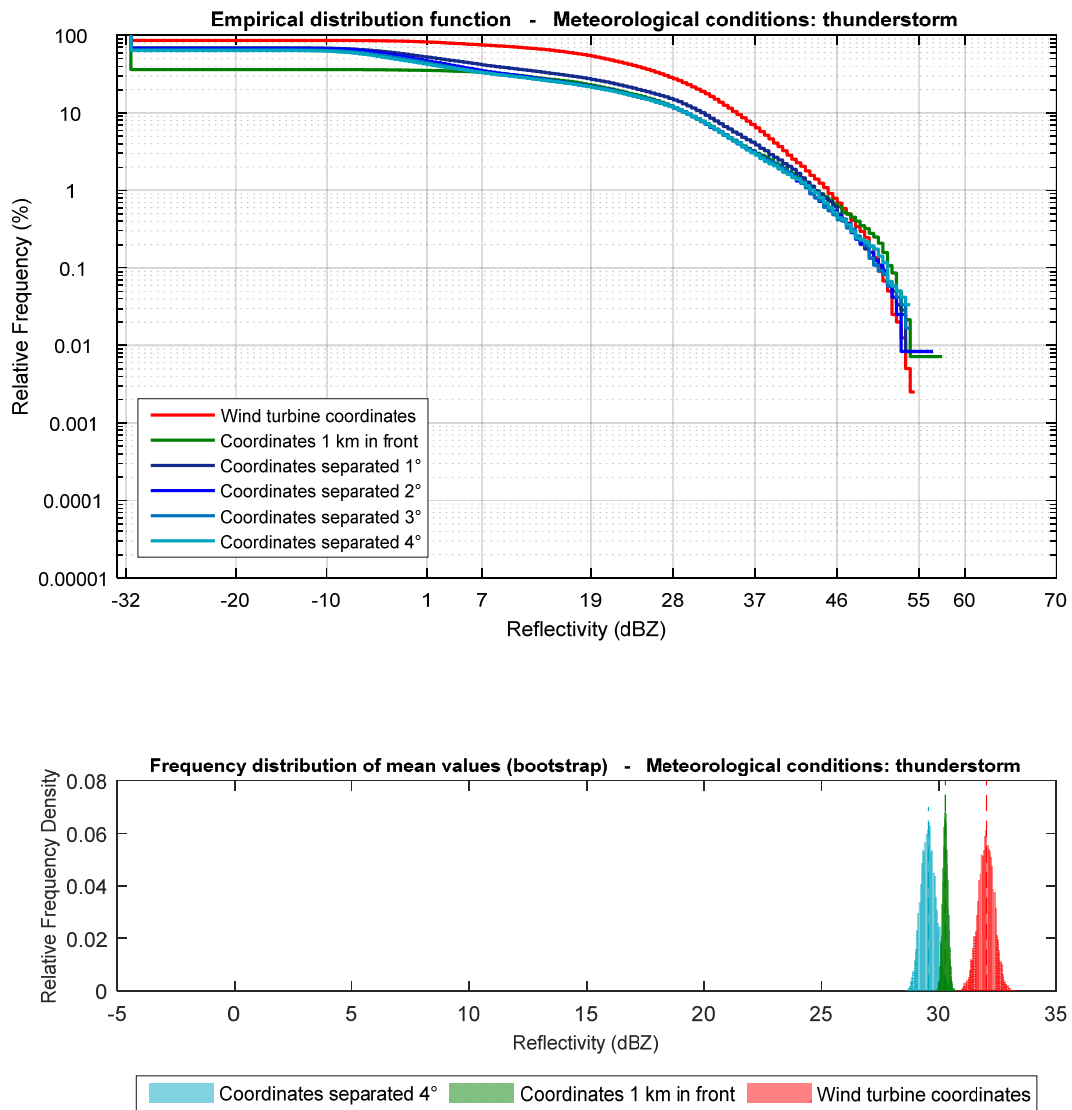 Empirical distribution function - Meteorological conditions: thunderstorm
100
10
1
0.1
0.01
0.001
0.0001
0.00001
Relative Frequency (%)
Wind turbine coordinates
Coordinates 1 km in front
Coordinates separated 1°
Coordinates separated 2°
Coordinates separated 3°
Coordinates separated 4°
-32 -20 -10 1 7 19 28 37 46 55 60 70
Reflectivity (dBZ)
Frequency distribution of mean values (bootstrap) - Meteorological conditions: thunderstorm
0.08
0.06
0.04
0.02
0
Relative Frequency Density
-5 0 5 10 15 20 25 30 35
Reflectivity (dBZ)
Coordinates separated 4° Coordinates 1 km in front Wind turbine coordinates